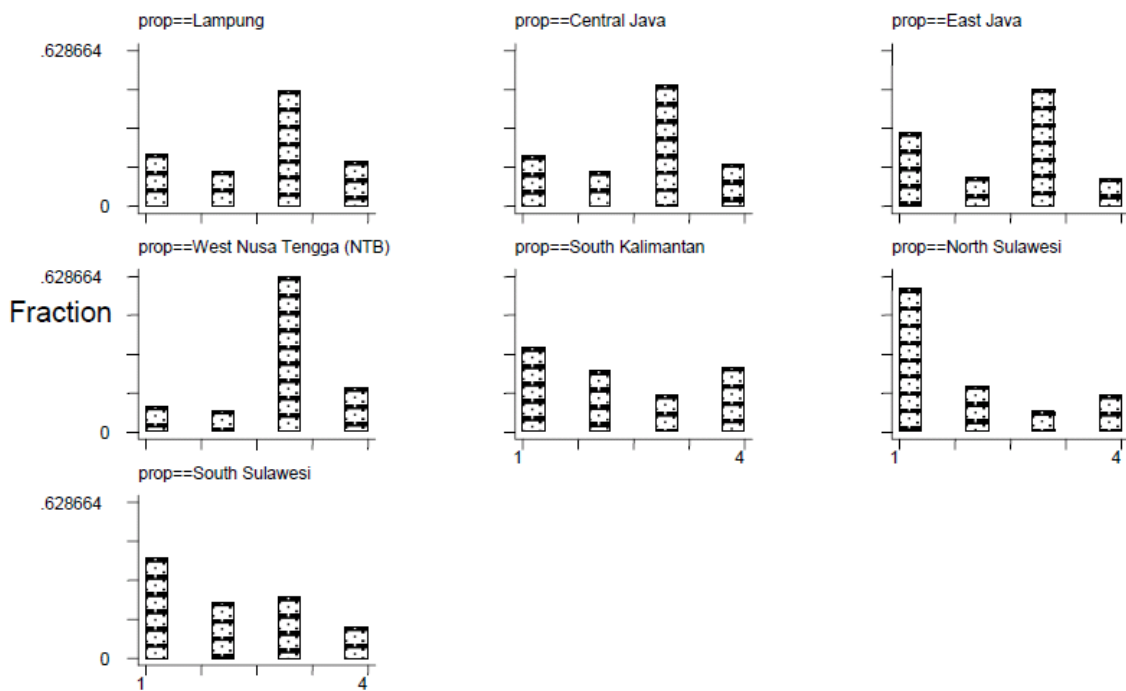 prop==Lampung
prop==Central Java
prop==East Java
.628664
0
prop==West Nusa Tengga (NTB)
prop==South Kalimantan
prop==North Sulawesi
.628664
Fraction
0
1 4
1 4
prop==South Sulawesi
.628664
0
1 4